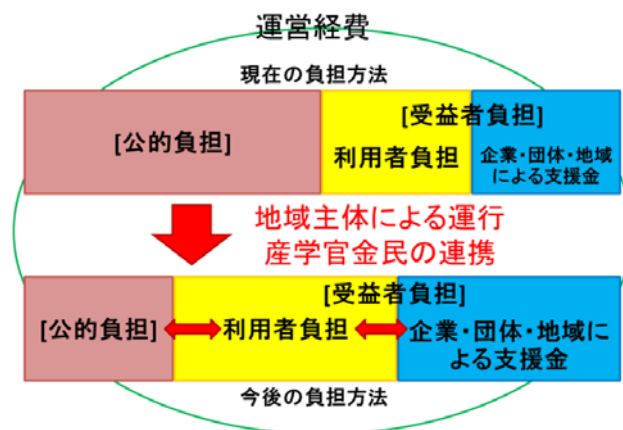 運営経費
現在の負担方法
[公的負担]
[受益者負担]
利用者負担
企業・団体・地域
による支援金
地域主体による運行
産学官金民の連携
[受益者負担]
[公的負担]
利用者負担
企業・団体・地域に
よる支援金
今後の負担方法